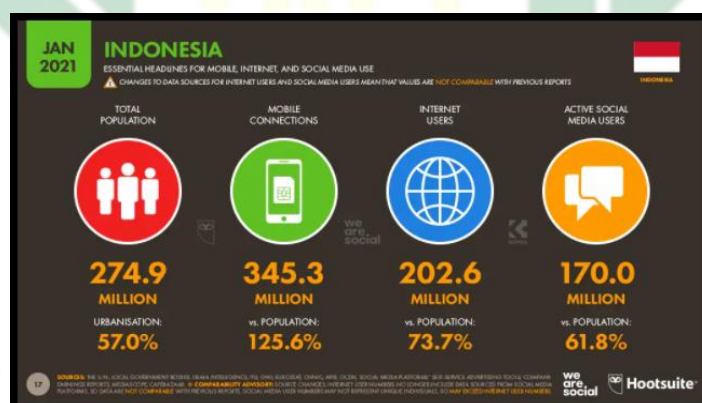 JAN
2021
INDONESIA
ESSENTIAL HEADLINES FOR MOBILE, INTERNET, AND SOCIAL MEDIA USE
CHANGES TO DATA SOURCES FOR INTERNET USERS AND SOCIAL MEDIA USERS MEAN THAT VALUES ARE NOT COMPARABLE WITH PREVIOUS REPORTS
INDONESIA
TOTAL
POPULATION
274.9
MILLION
URBANISATION:
57.0%
MOBILE
CONNECTIONS
345.3
MILLION
vs. POPULATION:
125.6%
INTERNET
USERS
202.6
MILLION
vs. POPULATION:
73.7%
ACTIVE SOCIAL
MEDIA USERS
170.0
MILLION
vs. POPULATION:
61.8%
we
are
social
17
we
are
social
Hootsuite